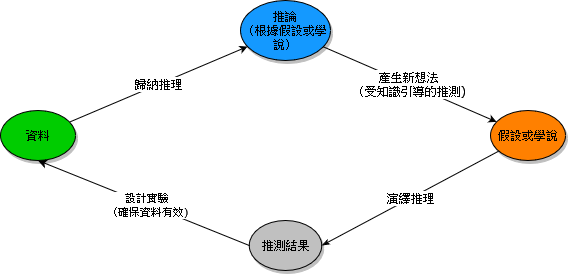 推論
（根據假設或學
說）
歸納推理
產生新想法
（受知識引導的推測）
資料
假設或學說
設計實驗
（確保資料有效）
演繹推理
推測結果